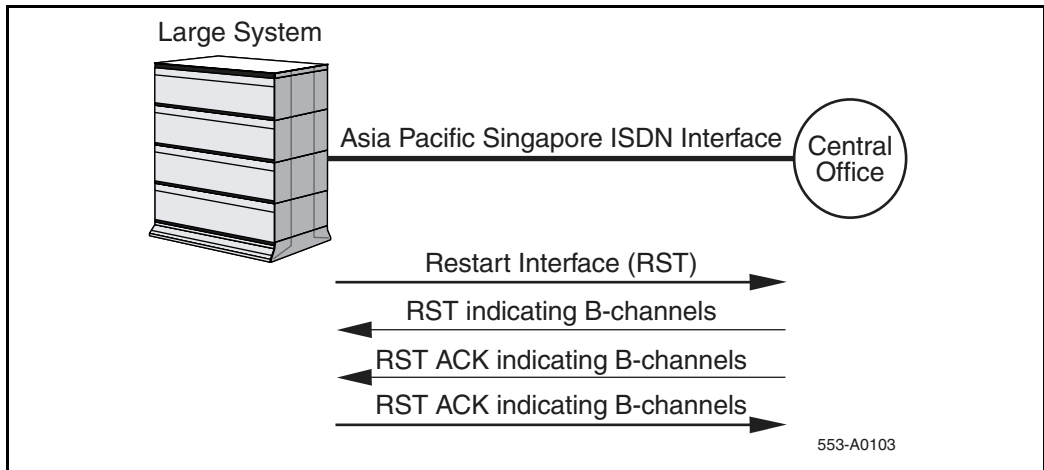 Large System
Asia Pacific Singapore ISDN Interface
Central
Office
Restart Interface (RST)
RST indicating B-channels
RST ACK indicating B-channels
RST ACK indicating B-channels
553-A0103